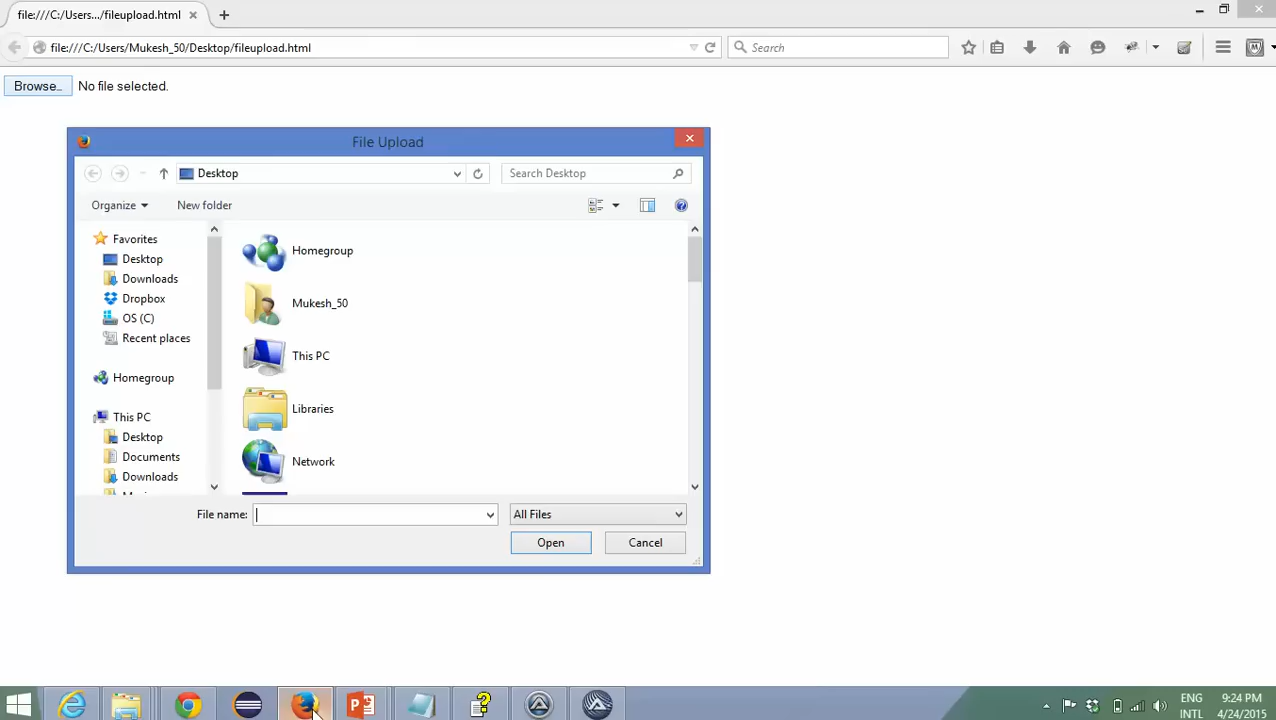 file:///C:/Users.../fileupload.html
file:///C:/Users/Mukesh_50/Desktop/fileupload.html
Search
Browse..
No file selected.
File Upload
Desktop
Search Desktop
Organize
New folder
Favorites
Desktop
Downloads
Dropbox
OS (C)
Recent places
Homegroup
This PC
Desktop
Documents
Downloads
Homegroup
Mukesh_50
This PC
Libraries
Network
File name:
All Files
Open
Cancel
ENG
INTL
9:24 PM
4/24/2015